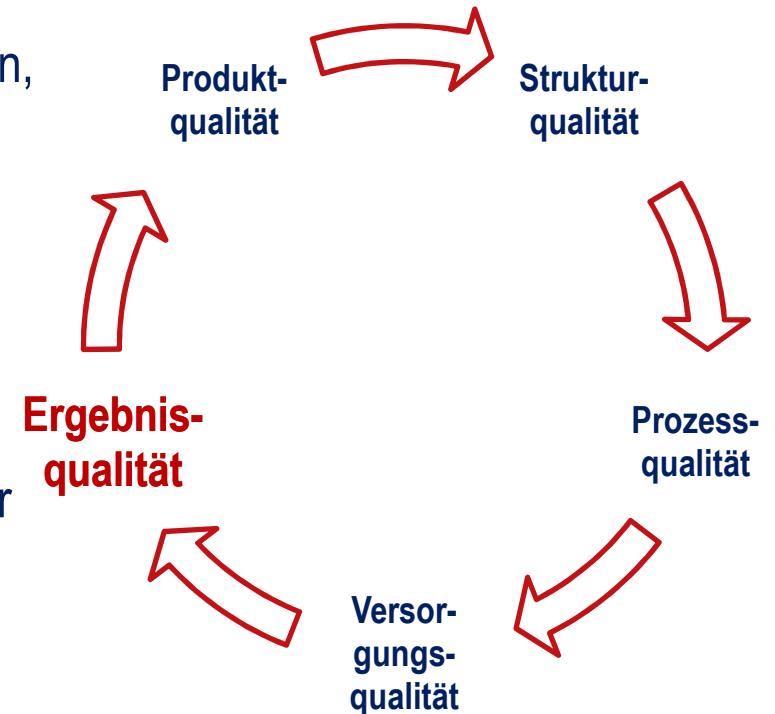 n,
Produkt-
qualität
Struktur-
qualität
Prozess-
qualität
Versor-
gungs-
qualität
Ergebnis-
qualität
r